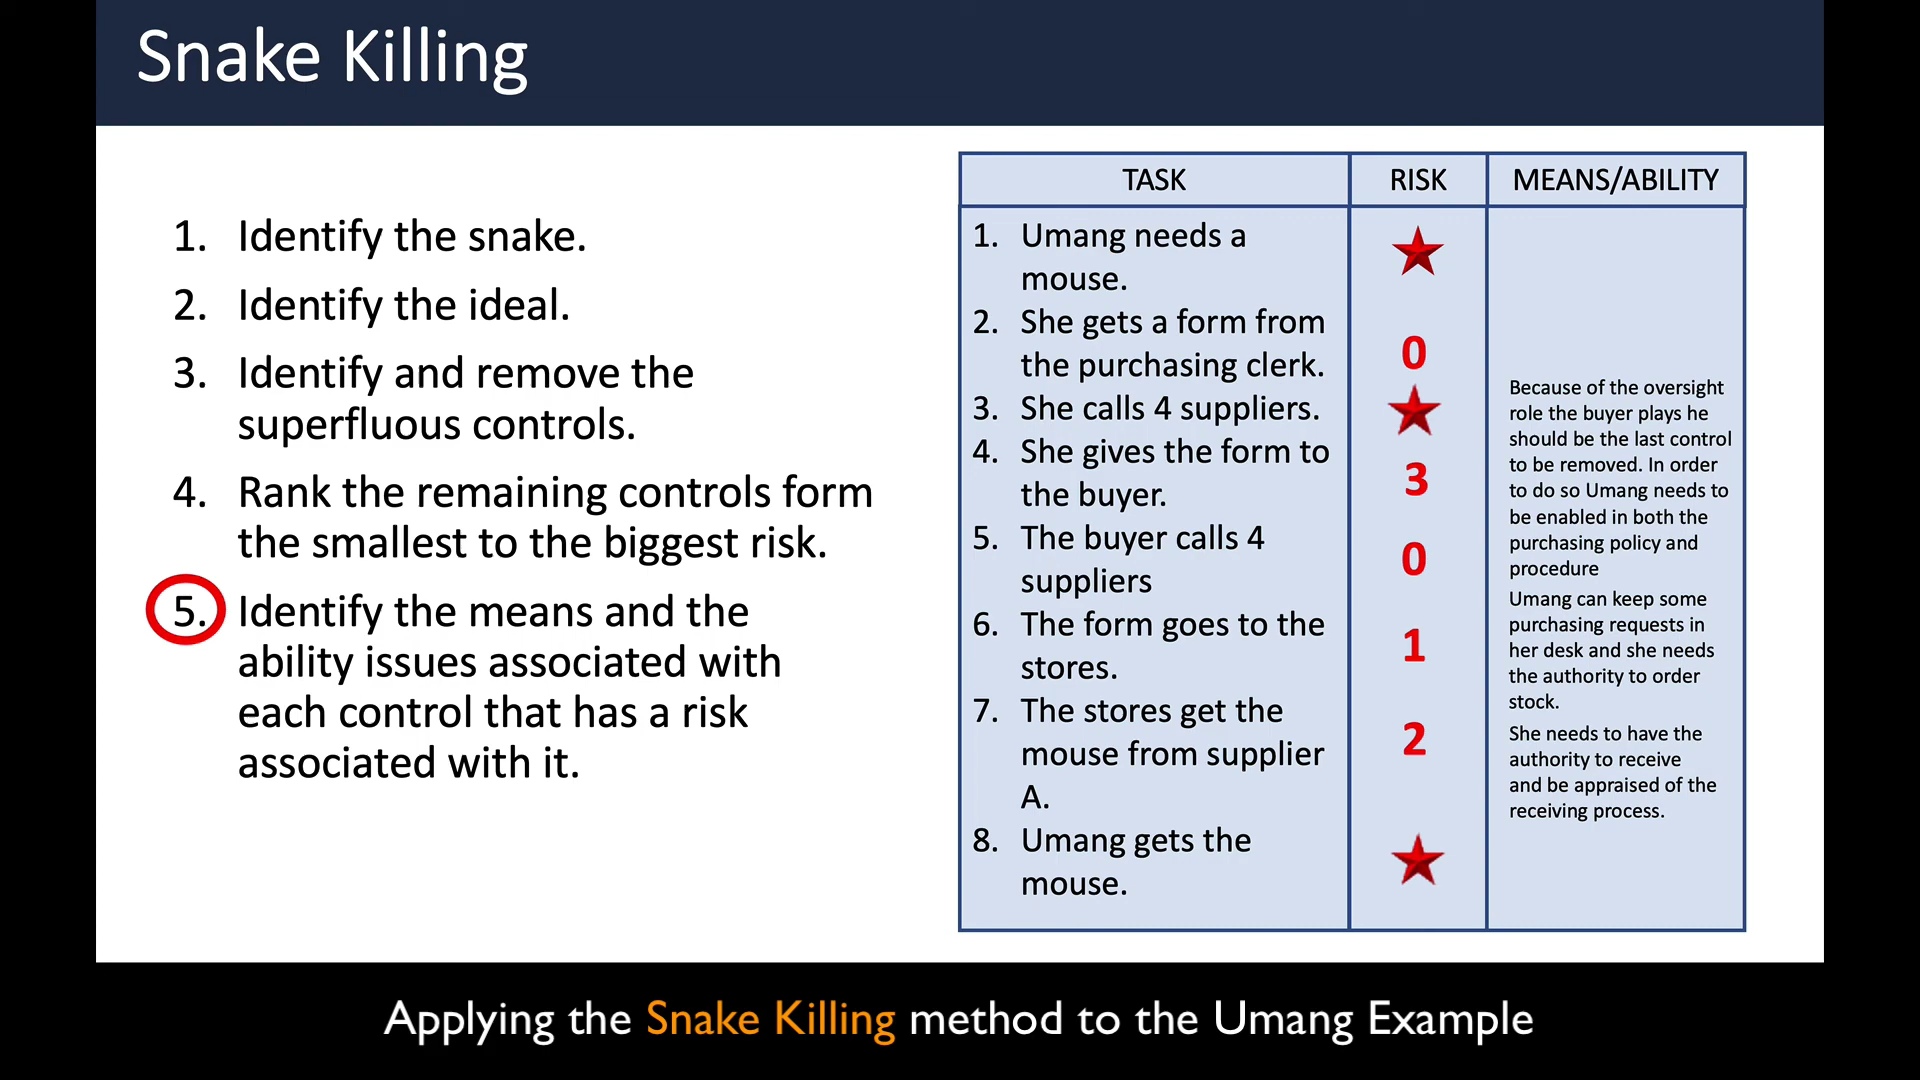 Snake Killing
1. Identify the snake.
2. Identify the ideal.
3. Identify and remove the
superfluous controls.
4. Rank the remaining controls form
the smallest to the biggest risk.
5. Identify the means and the
ability issues associated with
each control that has a risk
associated with it.
TASK
1. Umang needs a
mouse.
2. She gets a form from
the purchasing clerk.
3. She calls 4 suppliers.
4. She gives the form to
the buyer.
5. The buyer calls 4
suppliers
6. The form goes to the
stores.
7. The stores get the
mouse from supplier
A.
8. Umang gets the
mouse.
RISK
0
3
0
1
2
MEANS/ABILITY
Because of the oversight
role the buyer plays he
should be the last control
to be removed. In order
to do so Umang needs to
be enabled in both the
purchasing policy and
procedure
Umang can keep some
purchasing requests in
her desk and she needs
the authority to order
stock.
She needs to have the
authority to receive
and be appraised of the
receiving process.
Applying the Snake Killing method to the Umang Example